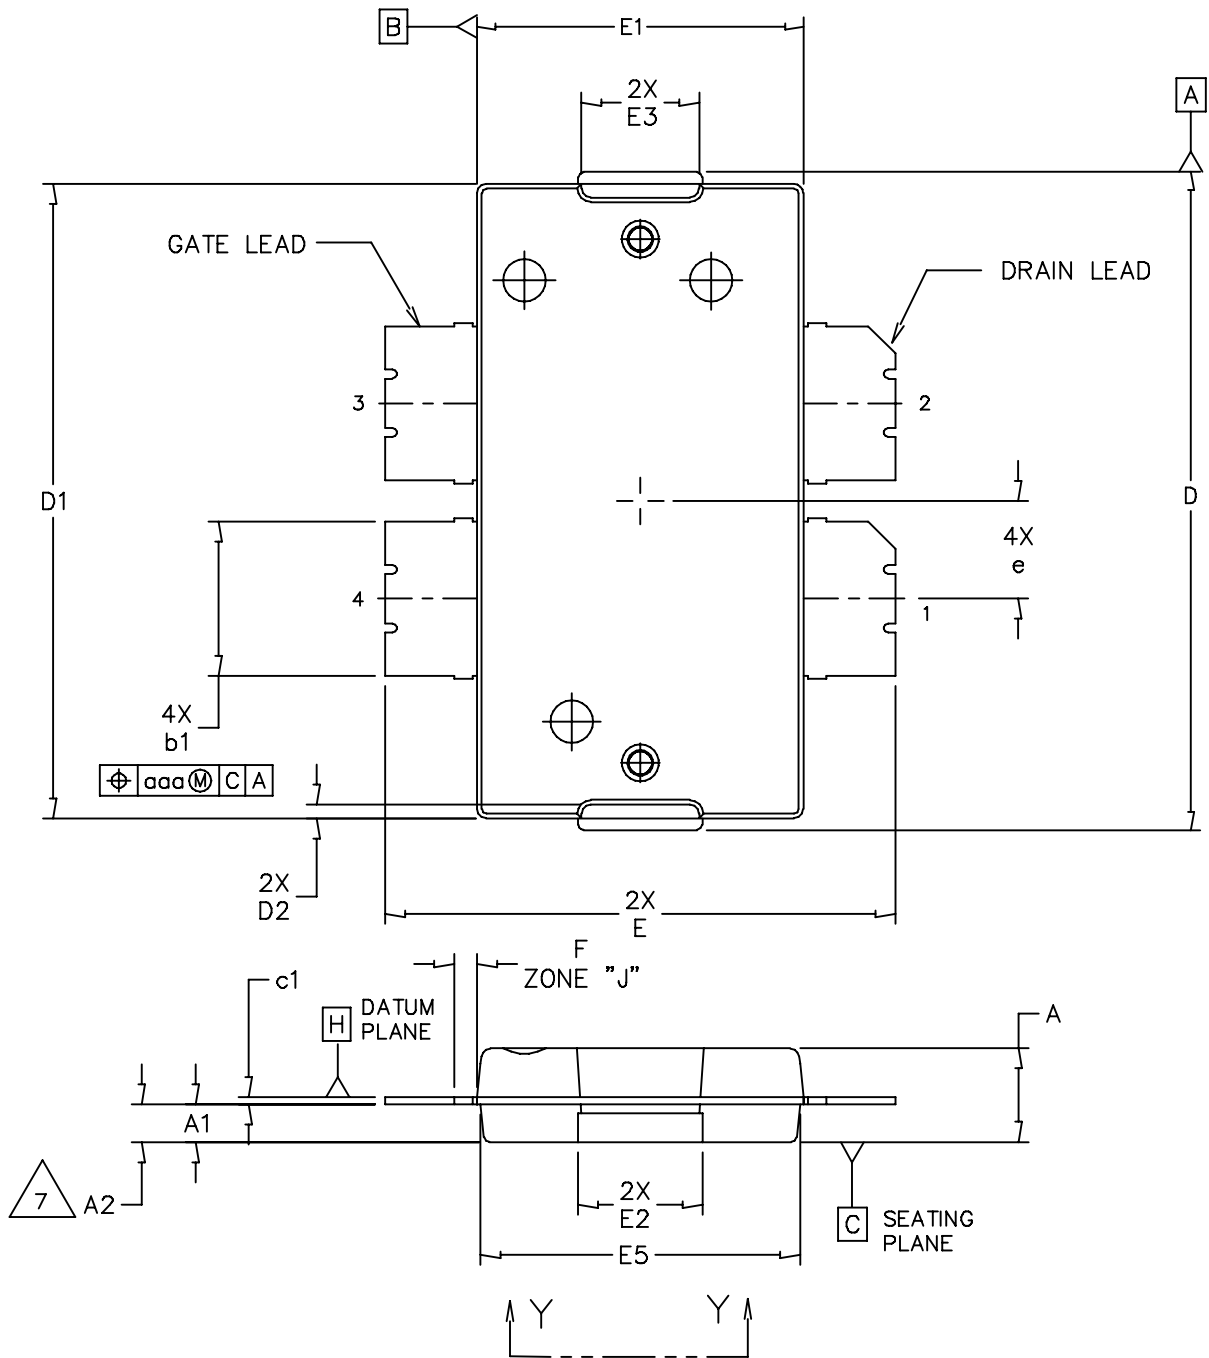 B
E1
2X
E3
A
GATE LEAD
DRAIN LEAD
3
2
D1
D
4X
e
4
1
4X
b1
⌖ aaa Ⓜ C A
2X
D2
2X
E
F
ZONE "J"
c1
H
DATUM
PLANE
A
A1
7
A2
2X
E2
C
SEATING
PLANE
E5
Y
Y